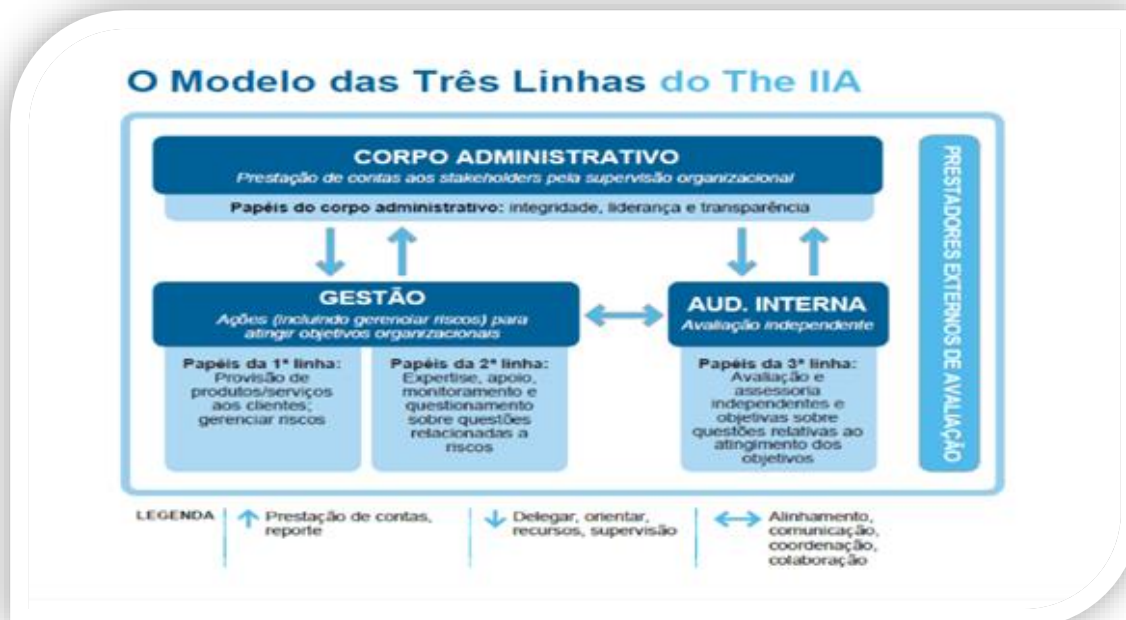 O Modelo das Três Linhas do The IIA
CORPO ADMINISTRATIVO
Prestação de contas aos stakeholders pela supervisão organizacional
Papéis do corpo administrativo: integridade, liderança e transparência
GESTÃO
Ações (incluindo gerenciar riscos) para
atingir objetivos organizacionais
Papéis da 1ª linha:
Provisão de
produtos/serviços
aos clientes;
gerenciar riscos
Papéis da 2ª linha:
Expertise, apoio,
monitoramento e
questionamento
sobre questões
relacionadas a
riscos
AUD. INTERNA
Avaliação independente
Papéis da 3ª linha:
Avaliação e
assessoria
independentes e
objetivas sobre
questões relativas ao
atingimento dos
objetivos
PRESTADORES EXTERNOS DE AVALIAÇÃO
LEGENDA
Prestação de contas,
reporte
Delegar, orientar,
recursos, supervisão
Alinhamento,
comunicação,
coordenação,
colaboração